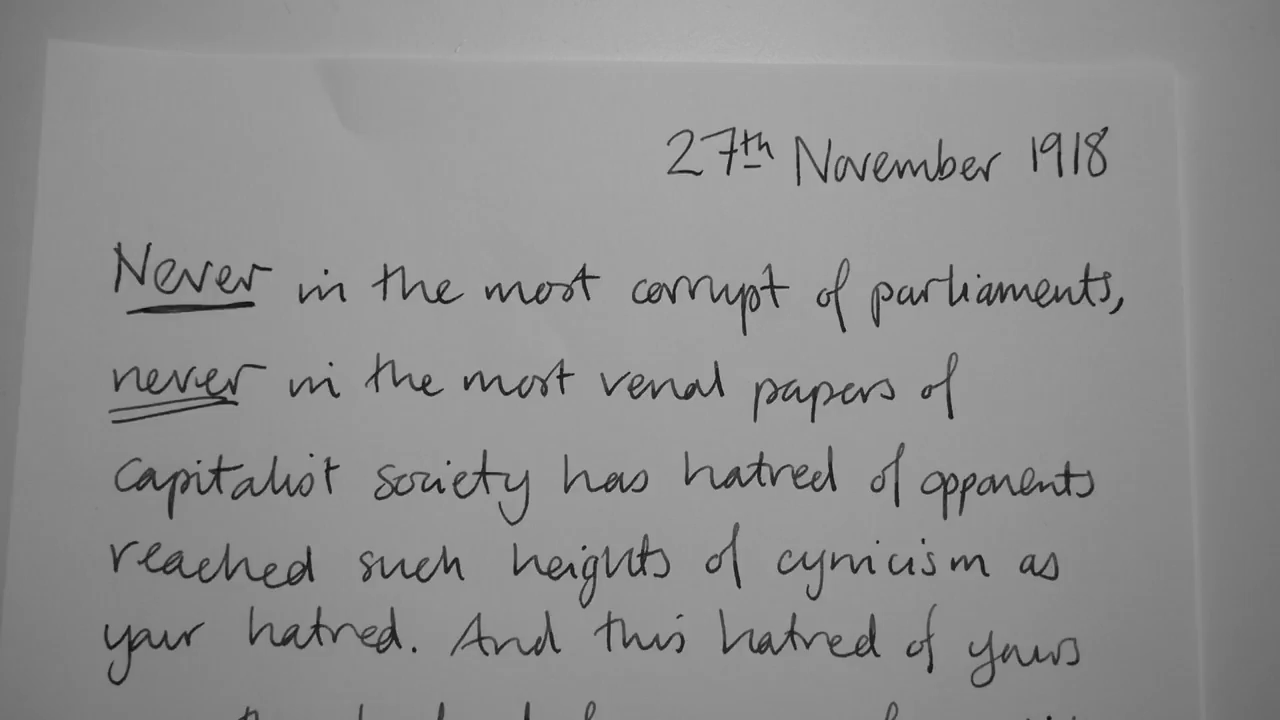 27th November 1918
Never in the most corrupt of parliaments,
never in the most venal papers of
capitalist society has hatred of opponents
reached such heights of cynicism as
your hatred. And this hatred of yours